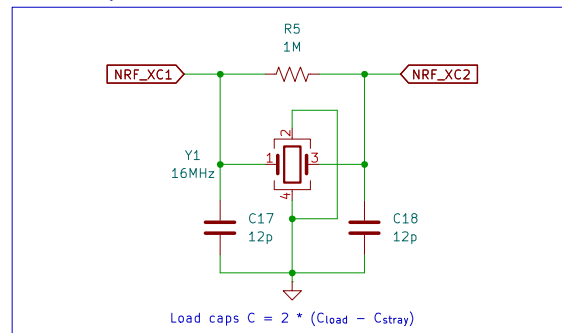 R5
1M
NRF_XC1
NRF_XC2
2
Y1
16MHz
1
3
4
C17
12p
C18
12p
Load caps C = 2 * (Cload - Cstray)